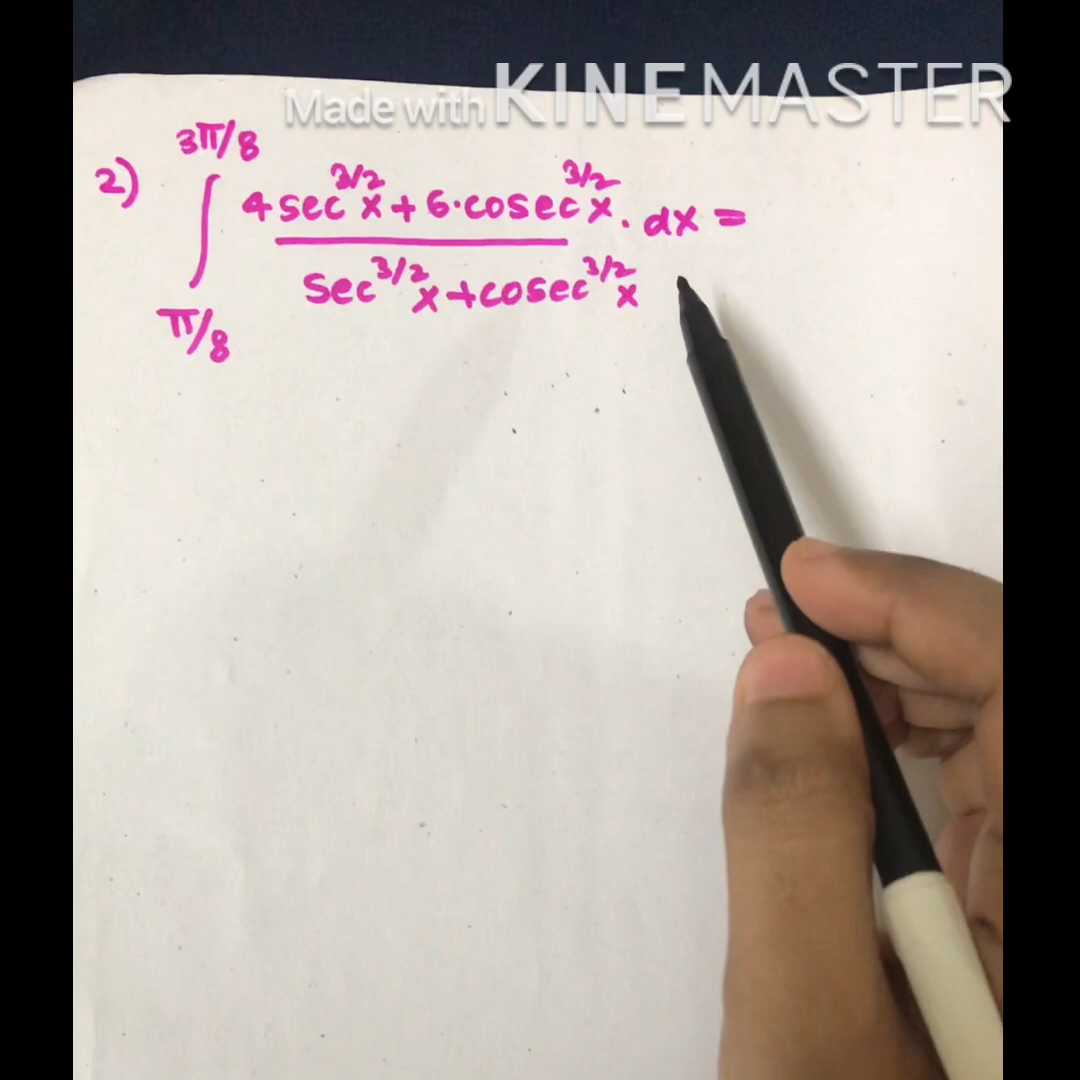 Made with KINEMASTER
3π/8
2) ∫ 4sec^3/2 x + 6·cosec^3/2 x . dx =
sec^3/2 x + cosec^3/2 x
π/8